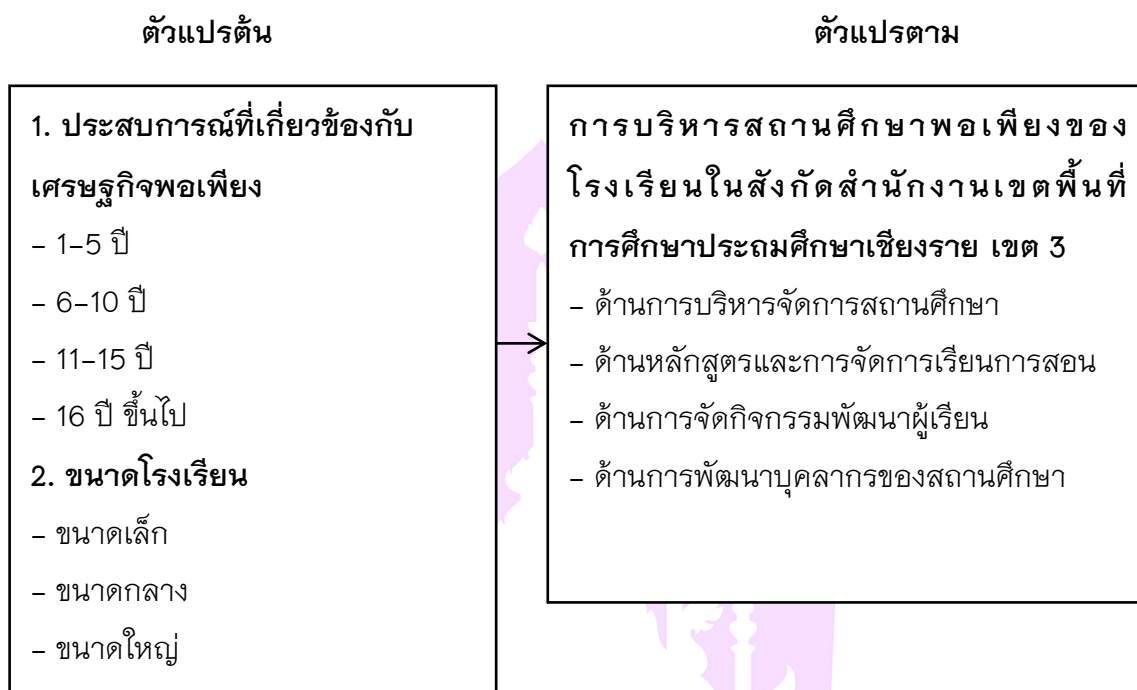 ตัวแปรต้น
ตัวแปรตาม
1. ประสบการณ์ที่เกี่ยวข้องกับ
เศรษฐกิจพอเพียง
– 1–5 ปี
– 6–10 ปี
– 11–15 ปี
– 16 ปี ขึ้นไป
2. ขนาดโรงเรียน
– ขนาดเล็ก
– ขนาดกลาง
– ขนาดใหญ่
การบริหารสถานศึกษาพอเพียงของ
โรงเรียนในสังกัดสำนักงานเขตพื้นที่
การศึกษาประถมศึกษาเชียงราย เขต 3
– ด้านการบริหารจัดการสถานศึกษา
– ด้านหลักสูตรและการจัดการเรียนการสอน
– ด้านการจัดกิจกรรมพัฒนาผู้เรียน
– ด้านการพัฒนาบุคลากรของสถานศึกษา